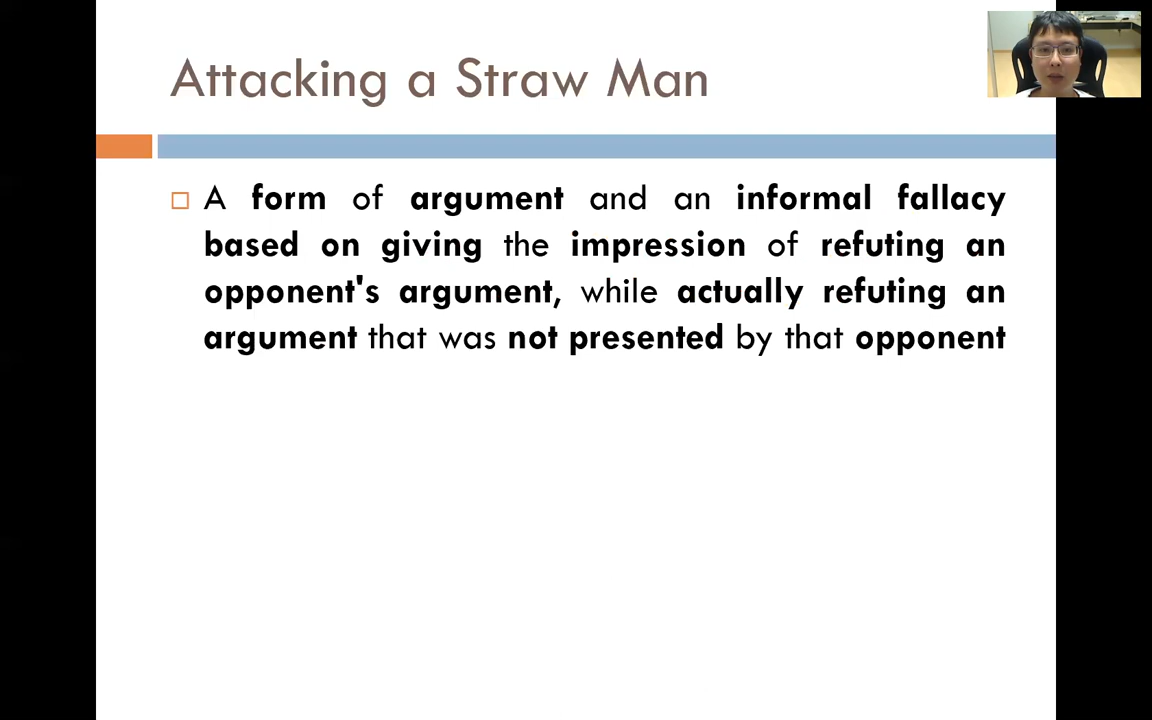 Attacking a Straw Man
A form of argument and an informal fallacy
based on giving the impression of refuting an
opponent's argument, while actually refuting an
argument that was not presented by that opponent